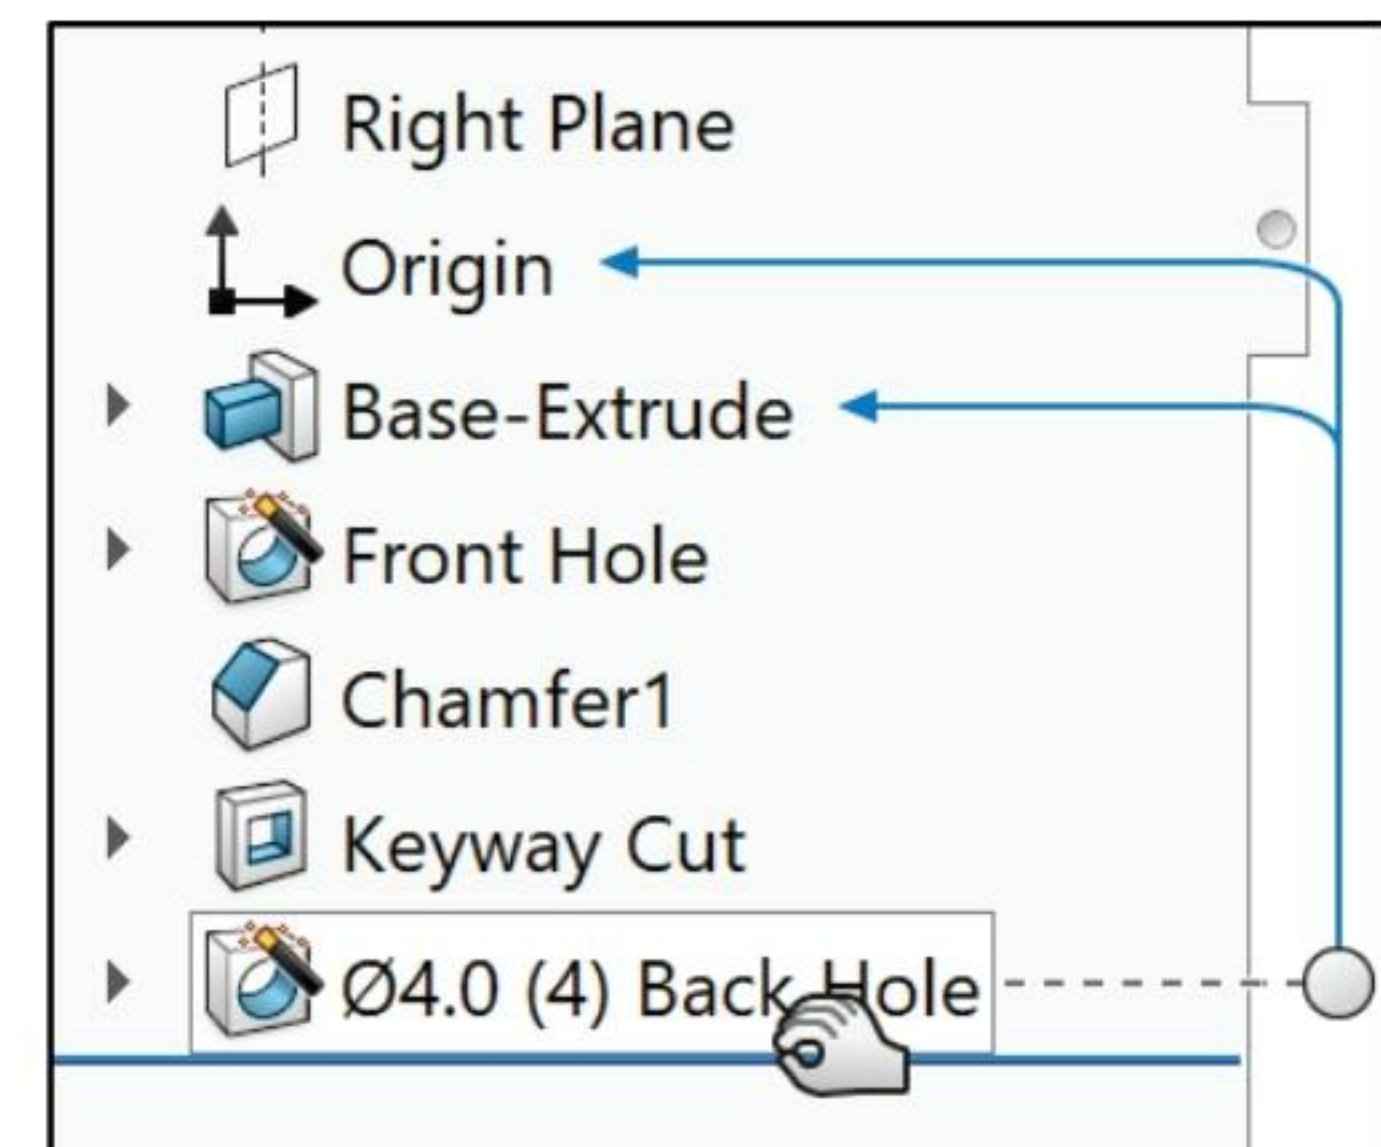 Right Plane
Origin
Base-Extrude
Front Hole
Chamfer1
Keyway Cut
Ø4.0 (4) Back Hole